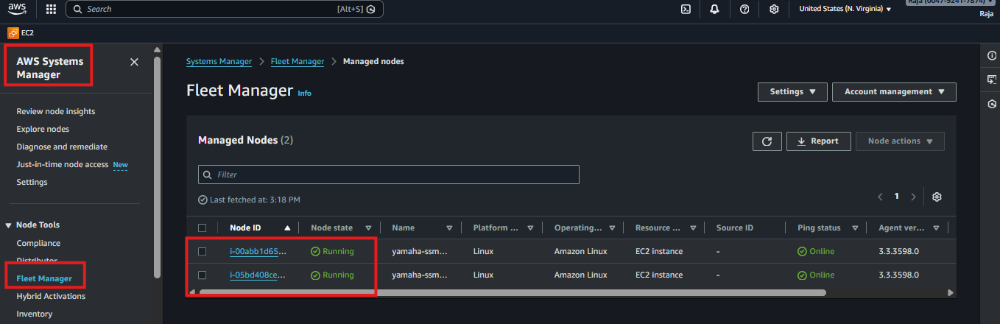 aws
Search [Alt+S]
United States (N. Virginia)
Raja (0047-9241-7874)
Raja
EC2
AWS Systems Manager
Review node insights
Explore nodes
Diagnose and remediate
Just-in-time node access New
Settings
Node Tools
Compliance
Distributor
Fleet Manager
Hybrid Activations
Inventory
Systems Manager > Fleet Manager > Managed nodes
Fleet Manager Info
Settings Account management
Managed Nodes (2)
Report Node actions
Filter
Last fetched at: 3:18 PM
1
Node ID Node state Name Platform ... Operating... Resource ... Source ID Ping status Agent ver...
i-00abb1d65... Running yamaha-ssm... Linux Amazon Linux EC2 instance - Online 3.3.3598.0
i-05bd408ce... Running yamaha-ssm... Linux Amazon Linux EC2 instance - Online 3.3.3598.0